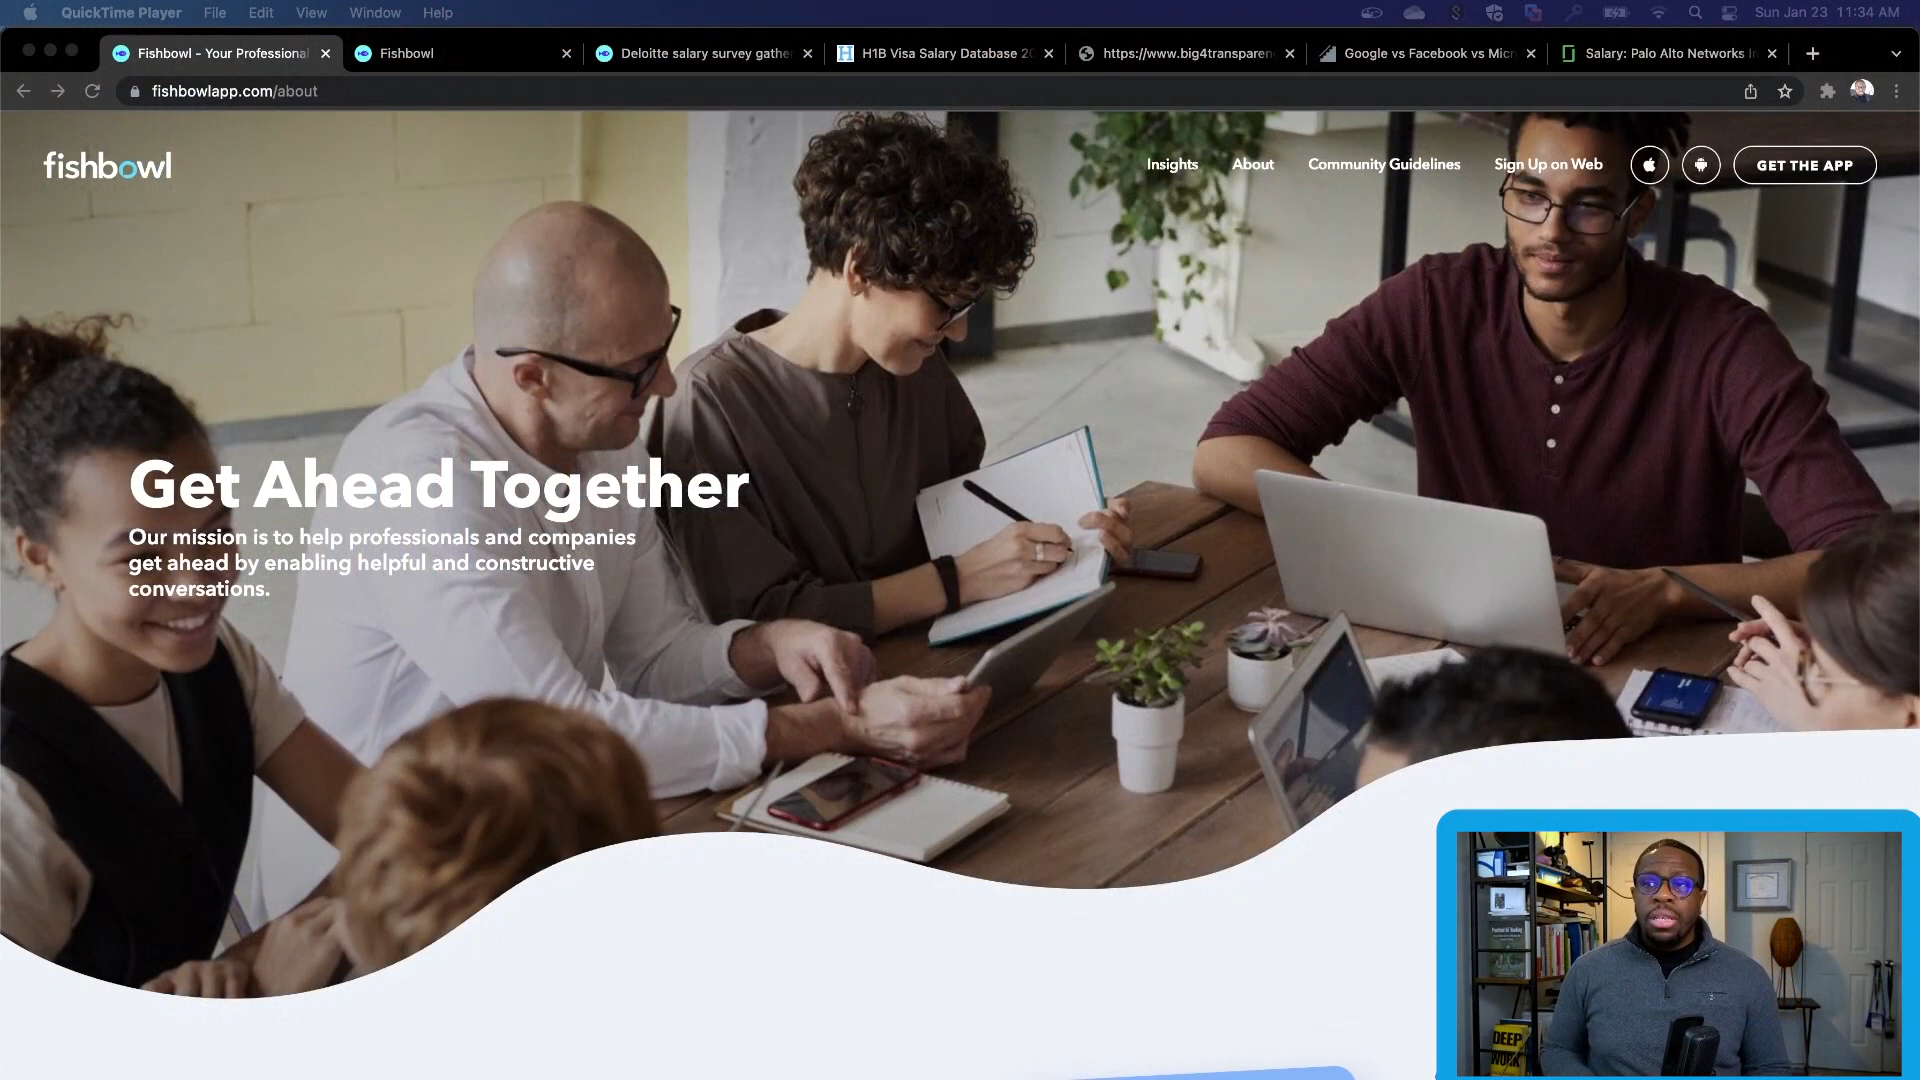 QuickTime Player File Edit View Window Help
Sun Jan 23 11:34 AM
Fishbowl - Your Professional
Fishbowl
Deloitte salary survey gathe
H1B Visa Salary Database 20
https://www.big4transparen
Google vs Facebook vs Micr
Salary: Palo Alto Networks In
fishbowlapp.com/about
fishbowl
Insights
About
Community Guidelines
Sign Up on Web
GET THE APP
Get Ahead Together
Our mission is to help professionals and companies
get ahead by enabling helpful and constructive
conversations.
DEEP
WORK